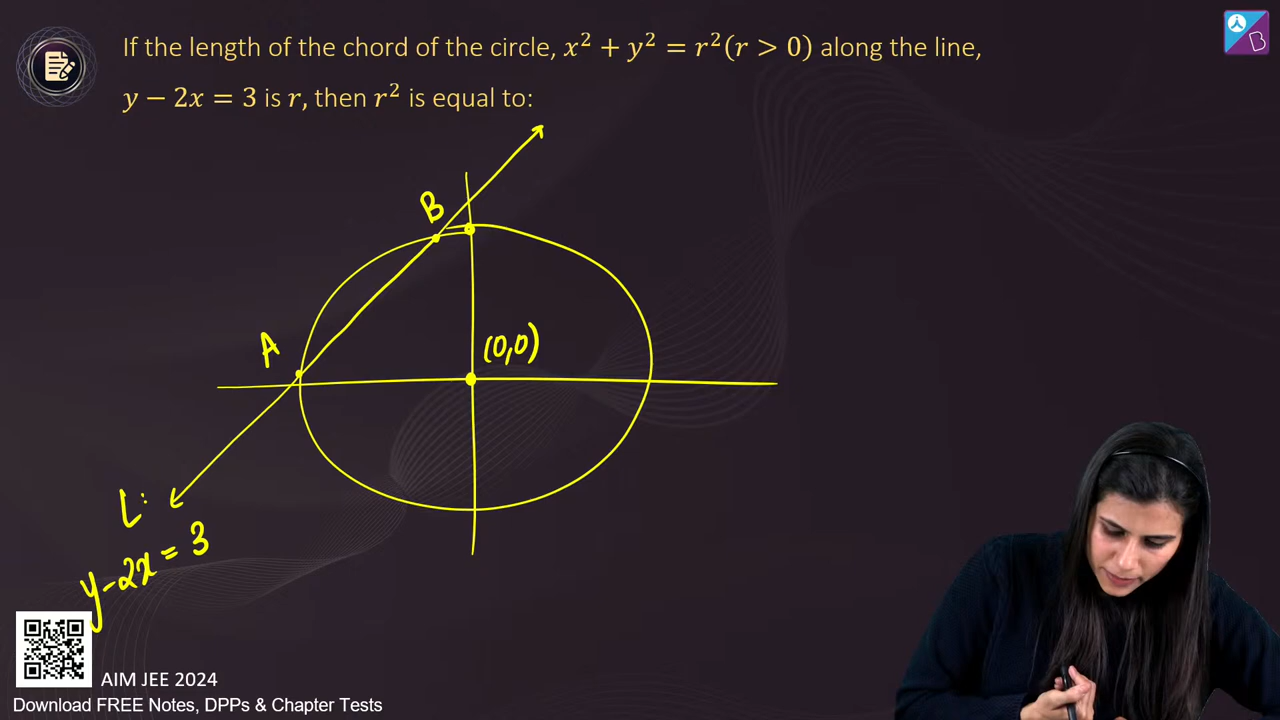 If the length of the chord of the circle, x² + y² = r²(r > 0) along the line,
y − 2x = 3 is r, then r² is equal to:
B
A
(0,0)
L:
y-2x = 3
AIM JEE 2024
Download FREE Notes, DPPs & Chapter Tests
B